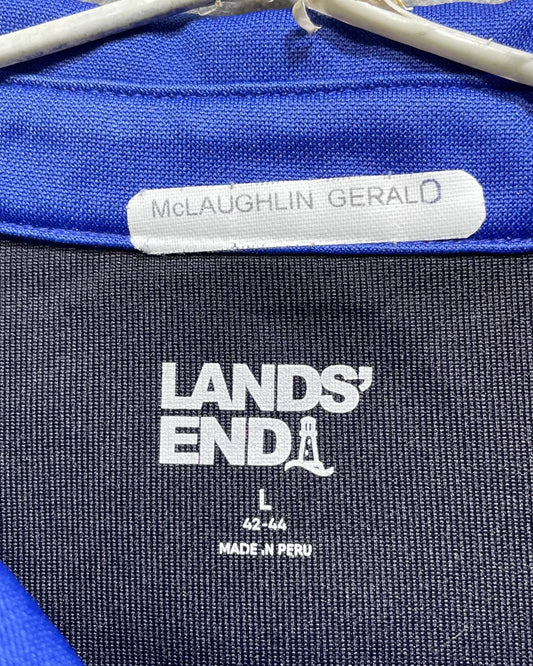 McLAUGHLIN GERALD
LANDS'
END
L
42-44
MADE IN PERU